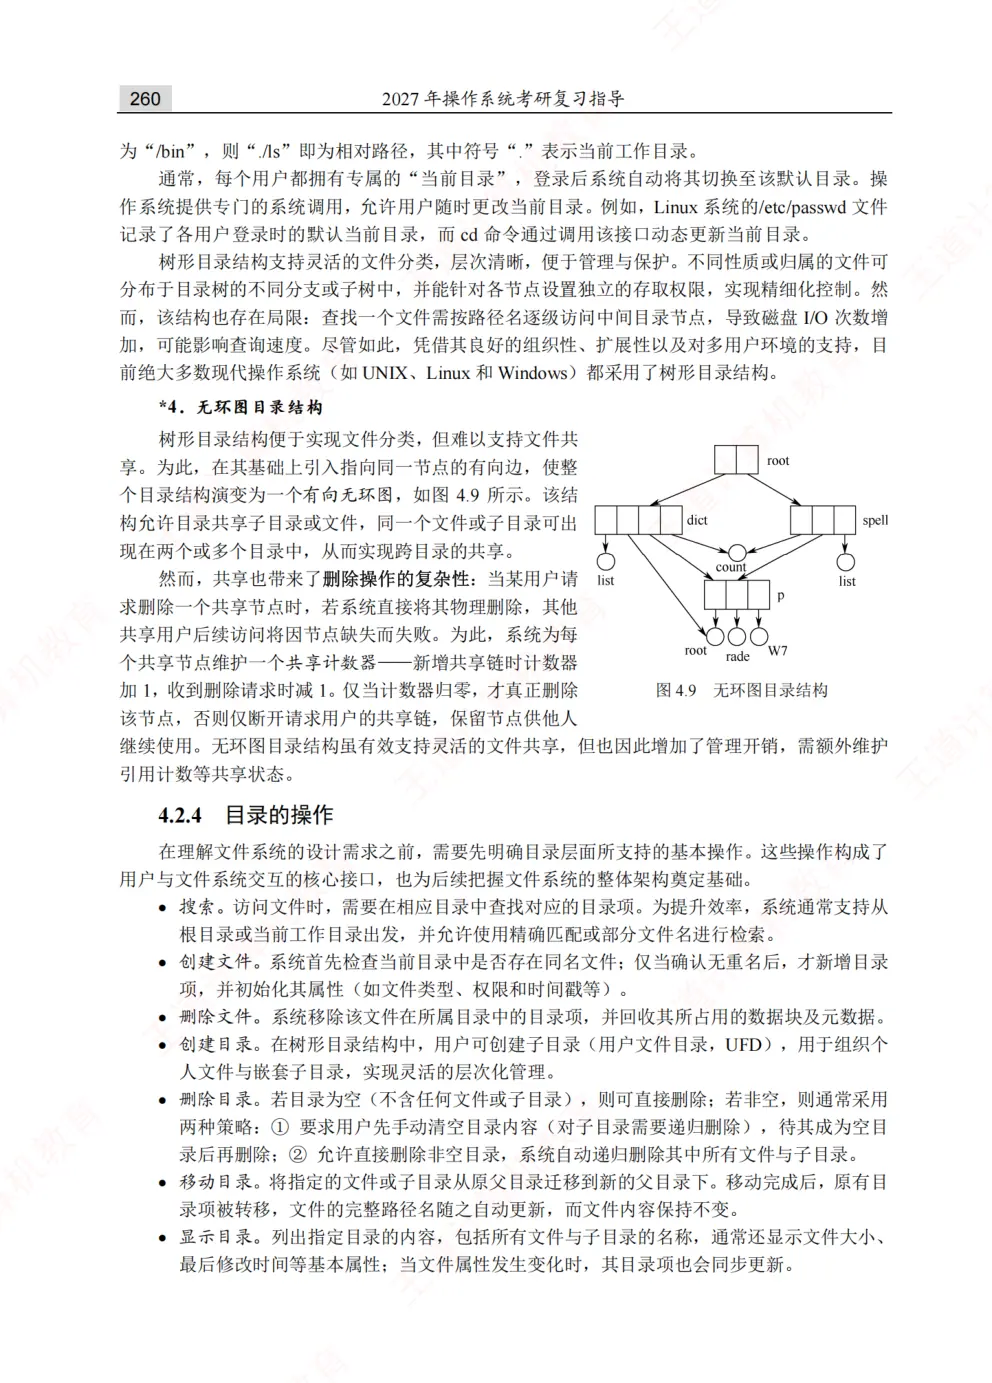 260
2027 年操作系统考研复习指导
为“/bin”，则“./ls”即为相对路径，其中符号“.”表示当前工作目录。
通常，每个用户都拥有专属的“当前目录”，登录后系统自动将其切换至该默认目录。操
作系统提供专门的系统调用，允许用户随时更改当前目录。例如，Linux 系统的/etc/passwd 文件
记录了各用户登录时的默认当前目录，而 cd 命令通过调用该接口动态更新当前目录。
树形目录结构支持灵活的文件分类，层次清晰，便于管理与保护。不同性质或归属的文件可
分布于目录树的不同分支或子树中，并能针对各节点设置独立的存取权限，实现精细化控制。然
而，该结构也存在局限：查找一个文件需按路径名逐级访问中间目录节点，导致磁盘 I/O 次数增
加，可能影响查询速度。尽管如此，凭借其良好的组织性、扩展性以及对多用户环境的支持，目
前绝大多数现代操作系统（如 UNIX、Linux 和 Windows）都采用了树形目录结构。
*4．无环图目录结构
树形目录结构便于实现文件分类，但难以支持文件共
享。为此，在其基础上引入指向同一节点的有向边，使整
个目录结构演变为一个有向无环图，如图 4.9 所示。该结
构允许目录共享子目录或文件，同一个文件或子目录可出
现在两个或多个目录中，从而实现跨目录的共享。
然而，共享也带来了删除操作的复杂性：当某用户请
求删除一个共享节点时，若系统直接将其物理删除，其他
共享用户后续访问将因节点缺失而失败。为此，系统为每
个共享节点维护一个共享计数器——新增共享链时计数器
加 1，收到删除请求时减 1。仅当计数器归零，才真正删除
该节点，否则仅断开请求用户的共享链，保留节点供他人
继续使用。无环图目录结构虽有效支持灵活的文件共享，但也因此增加了管理开销，需额外维护
引用计数等共享状态。
root
dict
spell
count
list
list
p
root
rade
W7
图 4.9 无环图目录结构
4.2.4 目录的操作
在理解文件系统的设计需求之前，需要先明确目录层面所支持的基本操作。这些操作构成了
用户与文件系统交互的核心接口，也为后续把握文件系统的整体架构奠定基础。
• 搜索。访问文件时，需要在相应目录中查找对应的目录项。为提升效率，系统通常支持从
根目录或当前工作目录出发，并允许使用精确匹配或部分文件名进行检索。
• 创建文件。系统首先检查当前目录中是否存在同名文件；仅当确认无重名后，才新增目录
项，并初始化其属性（如文件类型、权限和时间戳等）。
• 删除文件。系统移除该文件在所属目录中的目录项，并回收其所占用的数据块及元数据。
• 创建目录。在树形目录结构中，用户可创建子目录（用户文件目录，UFD），用于组织个
人文件与嵌套子目录，实现灵活的层次化管理。
• 删除目录。若目录为空（不含任何文件或子目录），则可直接删除；若非空，则通常采用
两种策略：① 要求用户先手动清空目录内容（对子目录需要递归删除），待其成为空目
录后再删除；② 允许直接删除非空目录，系统自动递归删除其中所有文件与子目录。
• 移动目录。将指定的文件或子目录从原父目录迁移到新的父目录下。移动完成后，原有目
录项被转移，文件的完整路径名随之自动更新，而文件内容保持不变。
• 显示目录。列出指定目录的内容，包括所有文件与子目录的名称，通常还显示文件大小、
最后修改时间等基本属性；当文件属性发生变化时，其目录项也会同步更新。